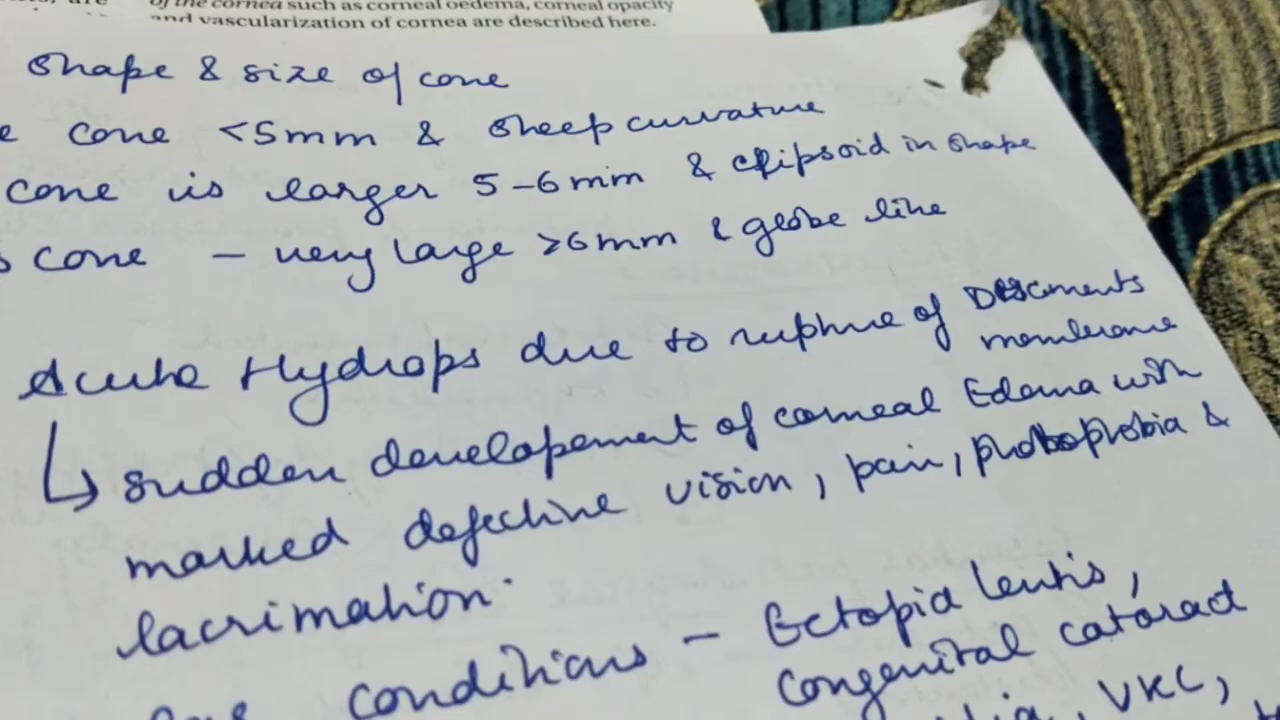 of the cornea such as corneal oedema, corneal opacity
and vascularization of cornea are described here.
Shape & size of cone
e cone <5mm & Sheep curvature
cone is larger 5-6mm & ellipsoid in shape
s cone - very large >6mm & globe like
Acute Hydrops due to rupture of Descments
membrane
↳ sudden developement of corneal Edema with
marked defective vision, pain, photophobia &
lacrimation.
conditions - Ectopia lentis,
congenital cataract
VKC,